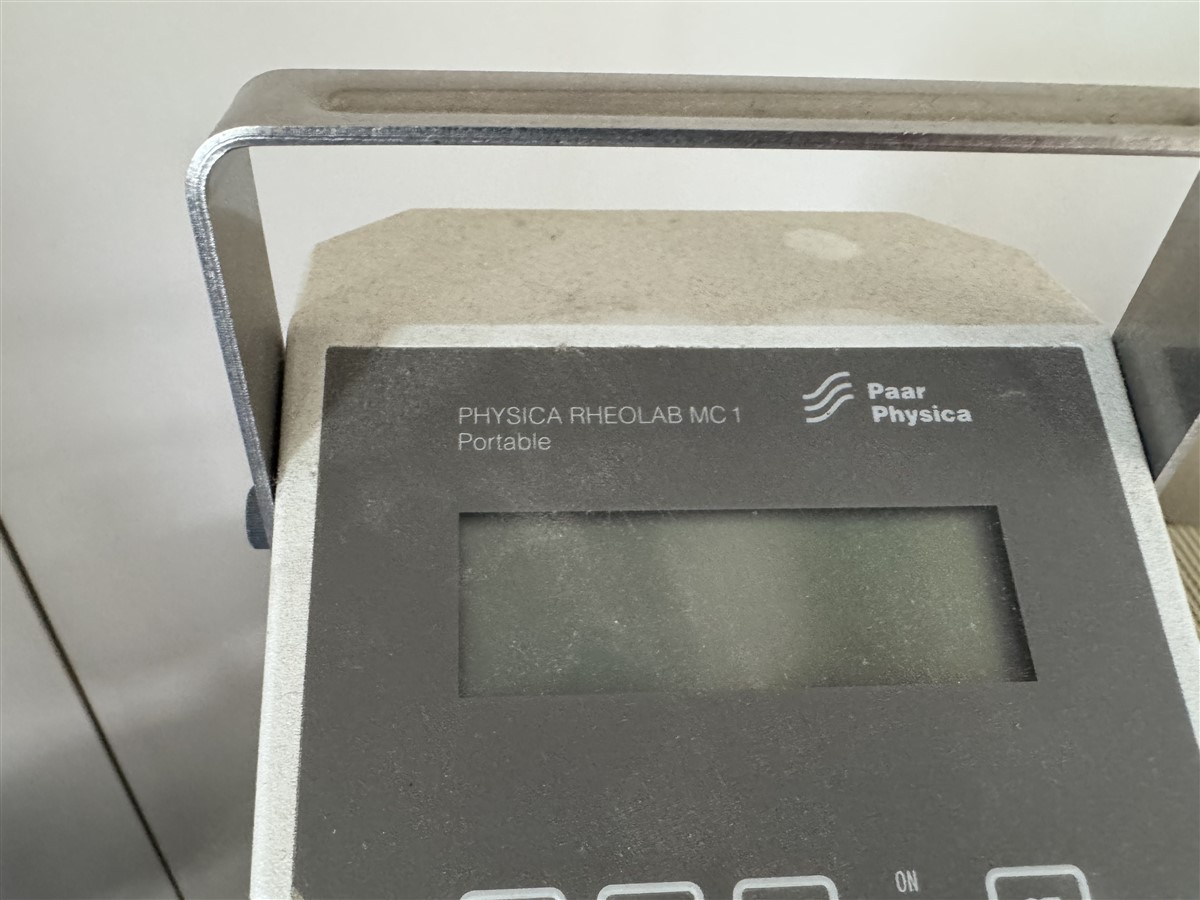 PHYSICA RHEOLAB MC 1
Portable
Paar
Physica
ON